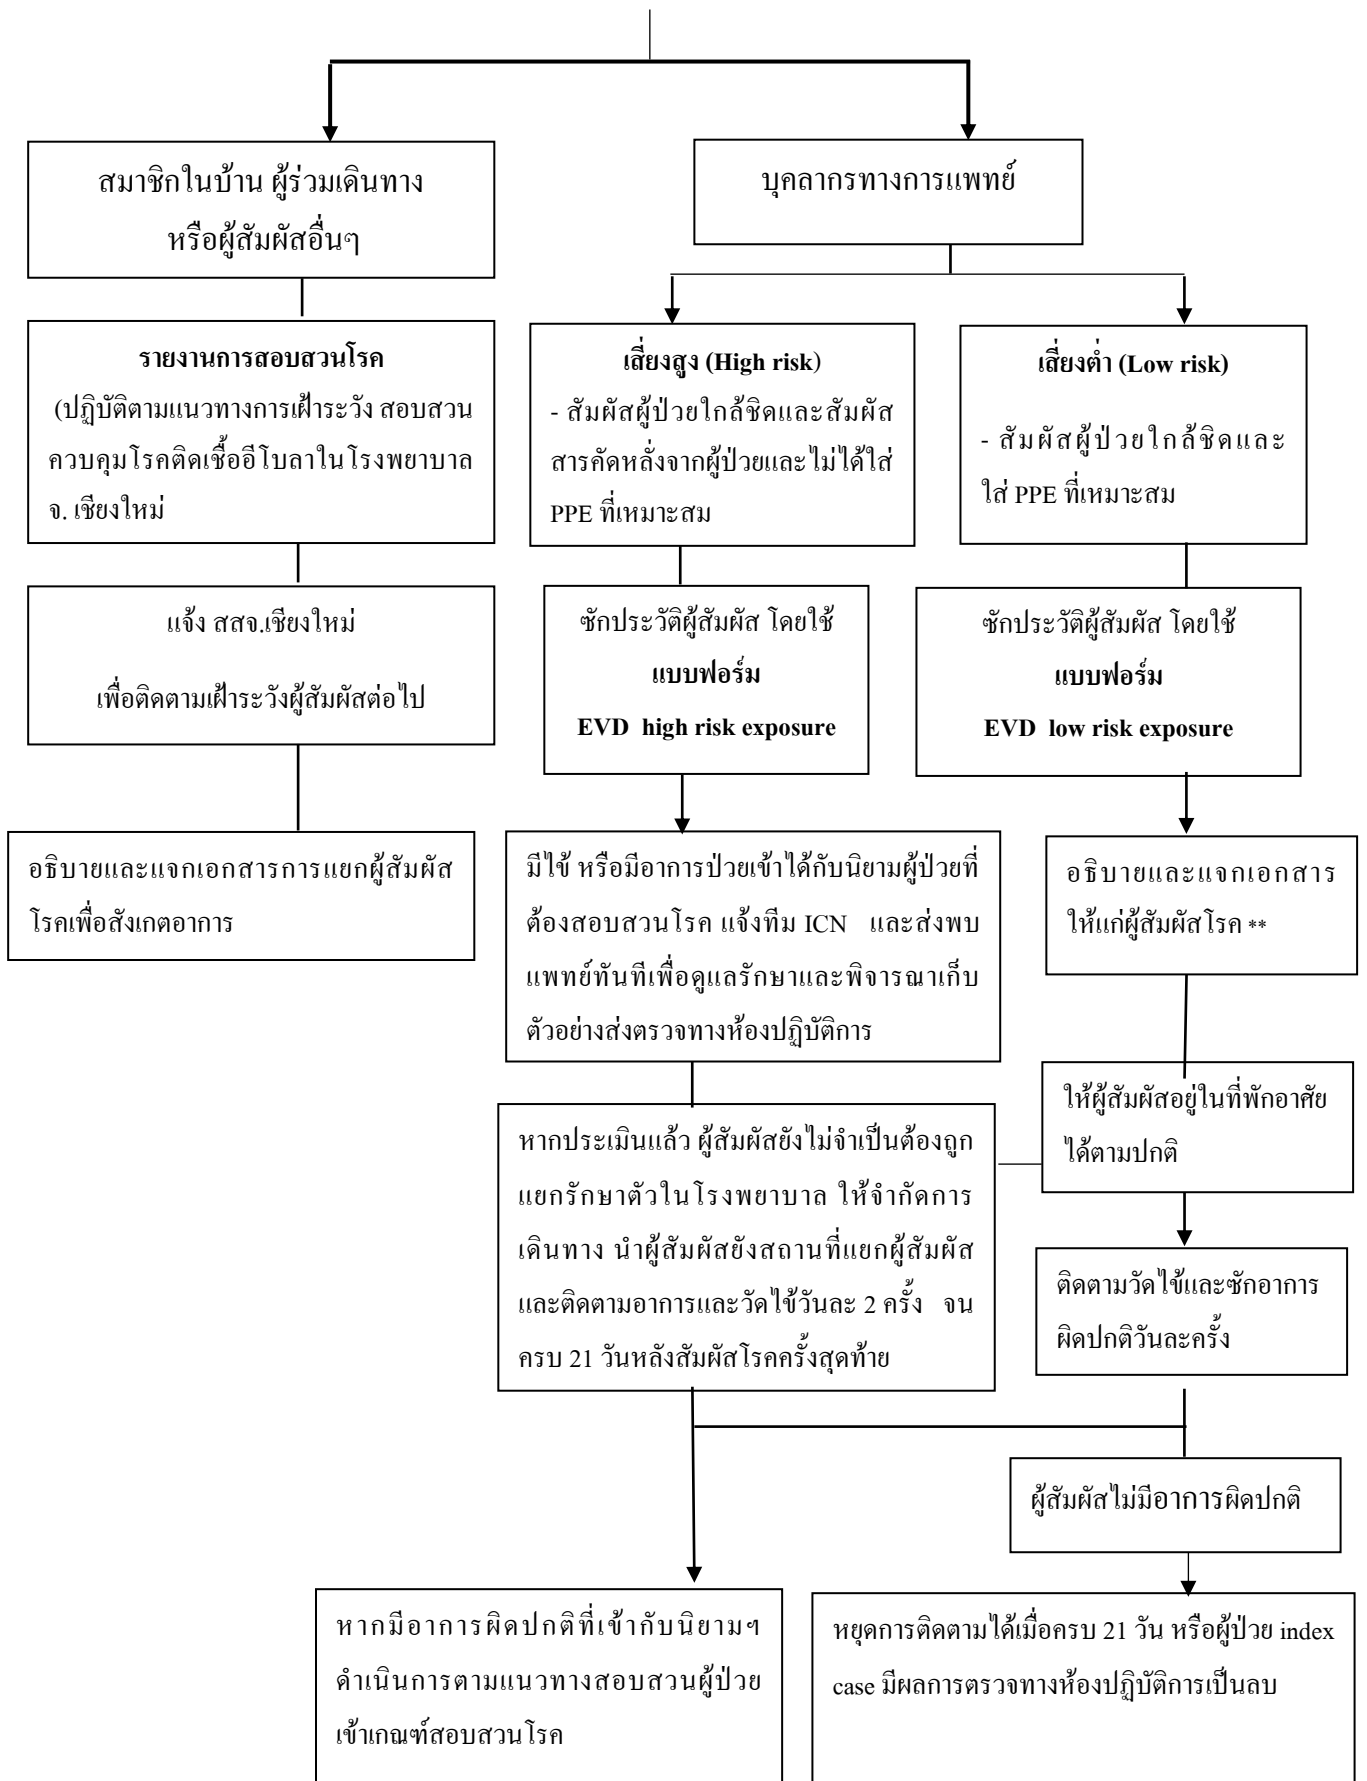 สมาชิกในบ้าน ผู้ร่วมเดินทาง
หรือผู้สัมผัสอื่นๆ
บุคลากรทางการแพทย์
รายงานการสอบสวนโรค
(ปฏิบัติตามแนวทางการเฝ้าระวัง สอบสวน
ควบคุมโรคติดเชื้ออีโบลาในโรงพยาบาล
จ. เชียงใหม่
เสี่ยงสูง (High risk)
- สัมผัสผู้ป่วยใกล้ชิดและสัมผัส
สารคัดหลั่งจากผู้ป่วยและไม่ได้ใส่
PPE ที่เหมาะสม
เสี่ยงต่ำ (Low risk)
- สัมผัสผู้ป่วยใกล้ชิดและ
ใส่ PPE ที่เหมาะสม
แจ้ง สสจ.เชียงใหม่
เพื่อติดตามเฝ้าระวังผู้สัมผัสต่อไป
ซักประวัติผู้สัมผัส โดยใช้
แบบฟอร์ม
EVD high risk exposure
ซักประวัติผู้สัมผัส โดยใช้
แบบฟอร์ม
EVD low risk exposure
อธิบายและแจกเอกสารการแยกผู้สัมผัส
โรคเพื่อสังเกตอาการ
มีไข้ หรือมีอาการป่วยเข้าได้กับนิยามผู้ป่วยที่
ต้องสอบสวนโรค แจ้งทีม ICN และส่งพบ
แพทย์ทันทีเพื่อดูแลรักษาและพิจารณาเก็บ
ตัวอย่างส่งตรวจทางห้องปฏิบัติการ
อธิบายและแจกเอกสาร
ให้แก่ผู้สัมผัสโรค **
หากประเมินแล้ว ผู้สัมผัสยังไม่จำเป็นต้องถูก
แยกรักษาตัวในโรงพยาบาล ให้จำกัดการ
เดินทาง นำผู้สัมผัสยังสถานที่แยกผู้สัมผัส
และติดตามอาการและวัดไข้วันละ 2 ครั้ง จน
ครบ 21 วันหลังสัมผัสโรคครั้งสุดท้าย
ให้ผู้สัมผัสอยู่ในที่พักอาศัย
ได้ตามปกติ
ติดตามวัดไข้และซักอาการ
ผิดปกติวันละครั้ง
ผู้สัมผัสไม่มีอาการผิดปกติ
หากมีอาการผิดปกติที่เข้ากับนิยามฯ
ดำเนินการตามแนวทางสอบสวนผู้ป่วย
เข้าเกณฑ์สอบสวนโรค
หยุดการติดตามได้เมื่อครบ 21 วัน หรือผู้ป่วย index
case มีผลการตรวจทางห้องปฏิบัติการเป็นลบ